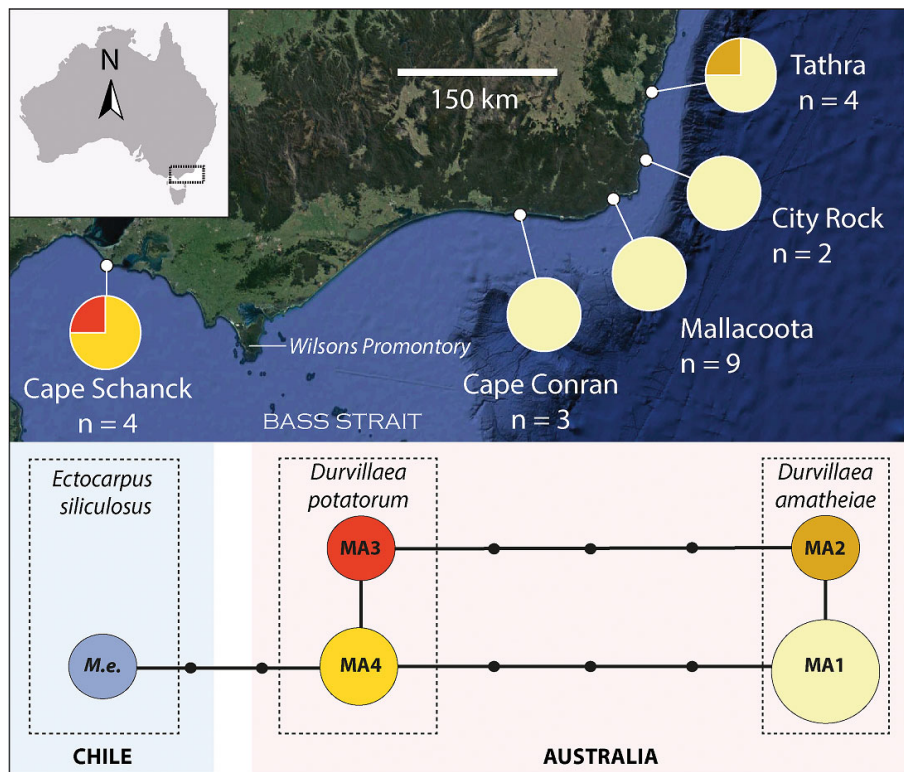 N
150 km
Tathra
n = 4
City Rock
n = 2
Mallacoota
n = 9
Wilsons Promontory
Cape Conran
n = 3
Cape Schanck
n = 4
BASS STRAIT
Ectocarpus
siliculosus
Durvillaea
potatorum
Durvillaea
amatheiae
MA3
MA2
M.e.
MA4
MA1
CHILE
AUSTRALIA